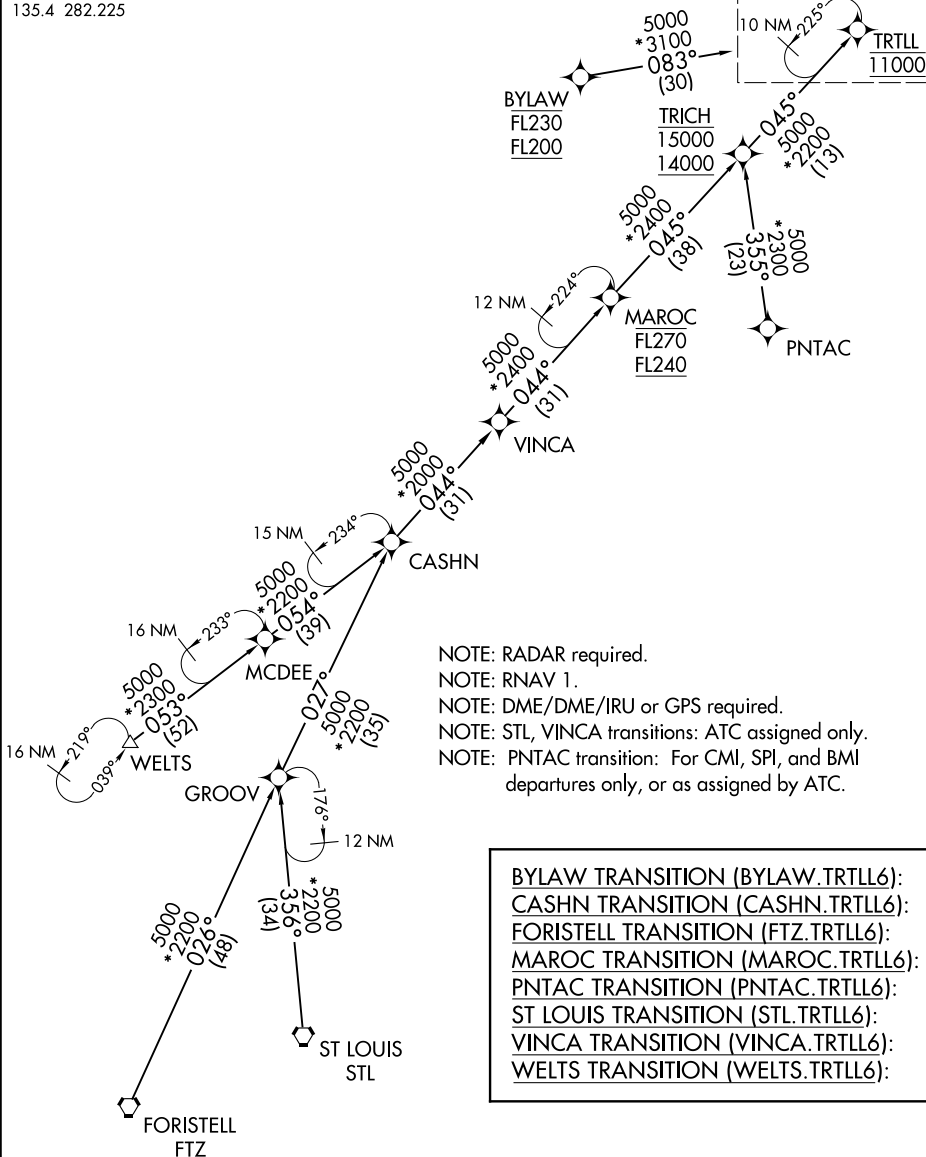 135.4 282.225
5000
*3100
083°
(30)
BYLAW
FL230
FL200
10 NM
225°
TRTLL
11000
TRICH
15000
14000
045°
5000
*2200
(13)
5000
*2400
045°
(38)
5000
*2300
355°
(23)
PNTAC
12 NM
224°
MAROC
FL270
FL240
5000
*2400
044°
(31)
VINCA
5000
*2000
044°
(31)
15 NM
234°
CASHN
5000
*2200
054°
(39)
16 NM
233°
MCDEE
5000
*2300
053°
(52)
16 NM
219°
039°
WELTS
027°
5000
*2200
(35)
GROOV
176°
12 NM
5000
*2200
356°
(34)
5000
*2200
026°
(48)
ST LOUIS
STL
FORISTELL
FTZ
NOTE: RADAR required.
NOTE: RNAV 1.
NOTE: DME/DME/IRU or GPS required.
NOTE: STL, VINCA transitions: ATC assigned only.
NOTE: PNTAC transition: For CMI, SPI, and BMI
departures only, or as assigned by ATC.
BYLAW TRANSITION (BYLAW.TRTLL6):
CASHN TRANSITION (CASHN.TRTLL6):
FORISTELL TRANSITION (FTZ.TRTLL6):
MAROC TRANSITION (MAROC.TRTLL6):
PNTAC TRANSITION (PNTAC.TRTLL6):
ST LOUIS TRANSITION (STL.TRTLL6):
VINCA TRANSITION (VINCA.TRTLL6):
WELTS TRANSITION (WELTS.TRTLL6):